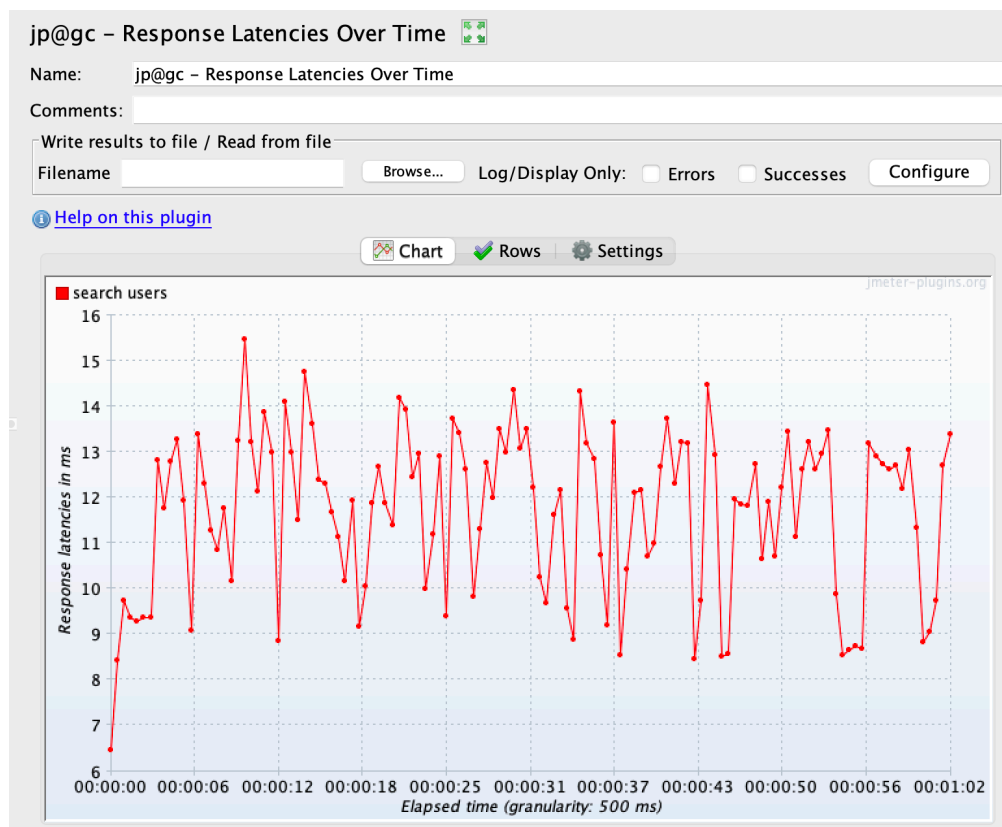 jp@gc – Response Latencies Over Time
Name: jp@gc – Response Latencies Over Time
Comments:
Write results to file / Read from file
Filename Browse... Log/Display Only: Errors Successes Configure
Help on this plugin
Chart Rows Settings
jmeter-plugins.org
search users
16
15
14
13
12
11
10
9
8
7
6
Response latencies in ms
00:00:00 00:00:06 00:00:12 00:00:18 00:00:25 00:00:31 00:00:37 00:00:43 00:00:50 00:00:56 00:01:02
Elapsed time (granularity: 500 ms)